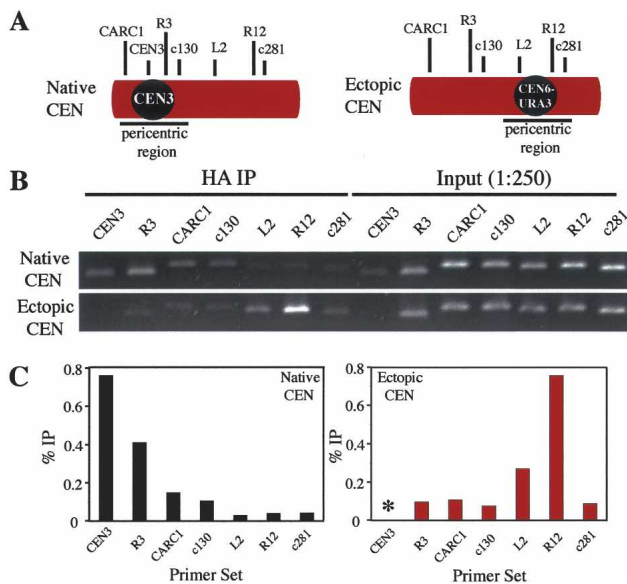 A
CARC1 CEN3 R3 c130 L2 R12 c281
Native CEN
CEN3
pericentric region
CARC1 R3 c130 L2 R12 c281
Ectopic CEN
CEN6-URA3
pericentric region
B
HA IP Input (1:250)
CEN3 R3 CARC1 c130 L2 R12 c281 CEN3 R3 CARC1 c130 L2 R12 c281
Native CEN
Ectopic CEN
C
Native CEN
% IP
0.8
0.6
0.4
0.2
0
CEN3 R3 CARC1 c130 L2 R12 c281
Primer Set
Ectopic CEN
% IP
0.8
0.6
0.4
0.2
0
*
CEN3 R3 CARC1 c130 L2 R12 c281
Primer Set